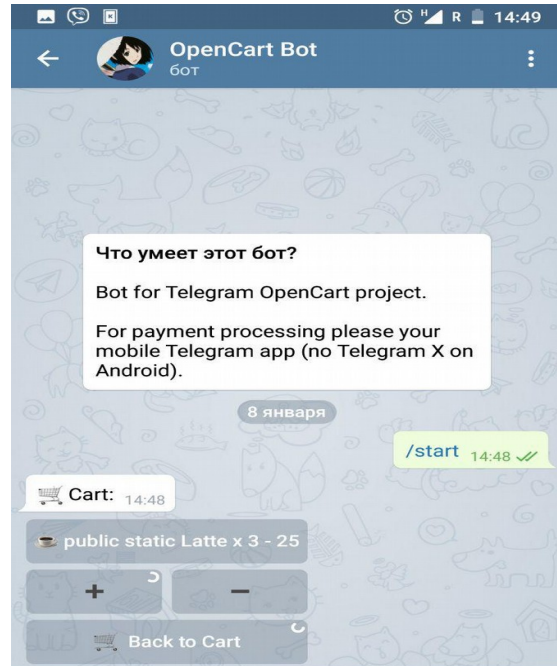 H R 14:49
OpenCart Bot
бот
Что умеет этот бот?
Bot for Telegram OpenCart project.
For payment processing please your
mobile Telegram app (no Telegram X on
Android).
8 января
/start 14:48
Cart: 14:48
public static Latte x 3 - 25
+ −
Back to Cart